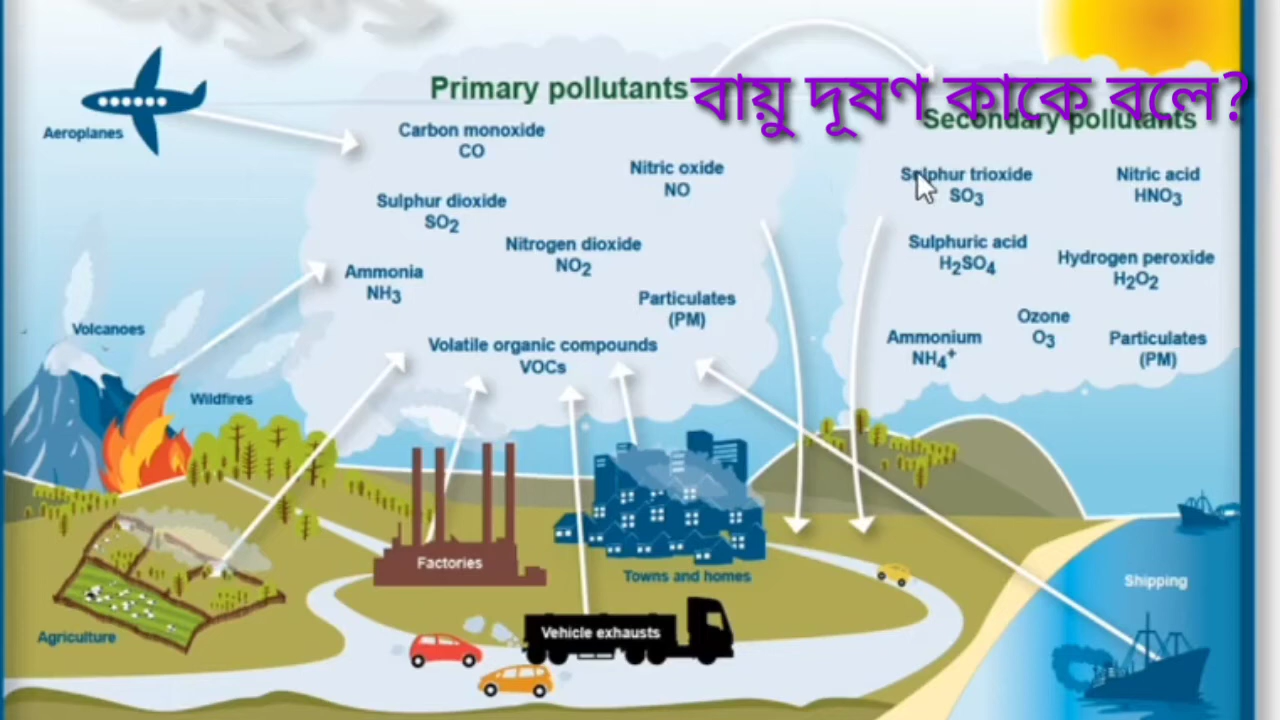 বায়ু দূষণ কাকে বলে?
Primary pollutants
Secondary pollutants
Aeroplanes
Carbon monoxide
CO
Nitric oxide
NO
Sulphur dioxide
SO₂
Nitrogen dioxide
NO₂
Ammonia
NH₃
Particulates
(PM)
Volatile organic compounds
VOCs
Sulphur trioxide
SO₃
Nitric acid
HNO₃
Sulphuric acid
H₂SO₄
Hydrogen peroxide
H₂O₂
Ozone
O₃
Ammonium
NH₄⁺
Particulates
(PM)
Volcanoes
Wildfires
Factories
Towns and homes
Shipping
Vehicle exhausts
Agriculture